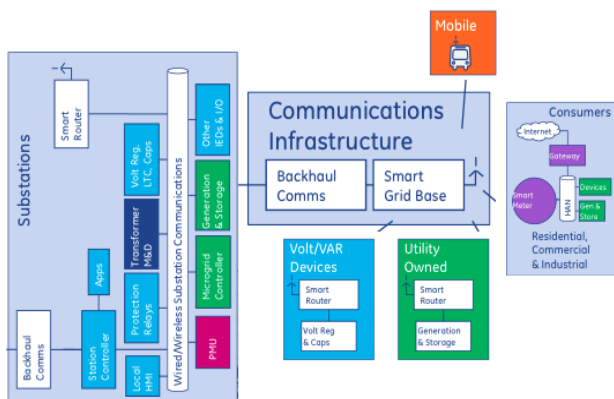 Mobile
Substations
Smart
Router
Volt Reg,
LTC, Caps
Transformer
M&D
Protection
Relays
Local
HMI
Apps
Station
Controller
Backhaul
Comms
Wired/Wireless Substation Communications
Other
IEDs & I/O
Generation
& Storage
Microgrid
Controller
PMU
Communications
Infrastructure
Backhaul
Comms
Smart
Grid Base
Volt/VAR
Devices
Smart
Router
Volt Reg
& Caps
Utility
Owned
Smart
Router
Generation
& Storage
Consumers
Internet
Gateway
Smart
Meter
HAN
Devices
Gen &
Store
Residential,
Commercial
& Industrial